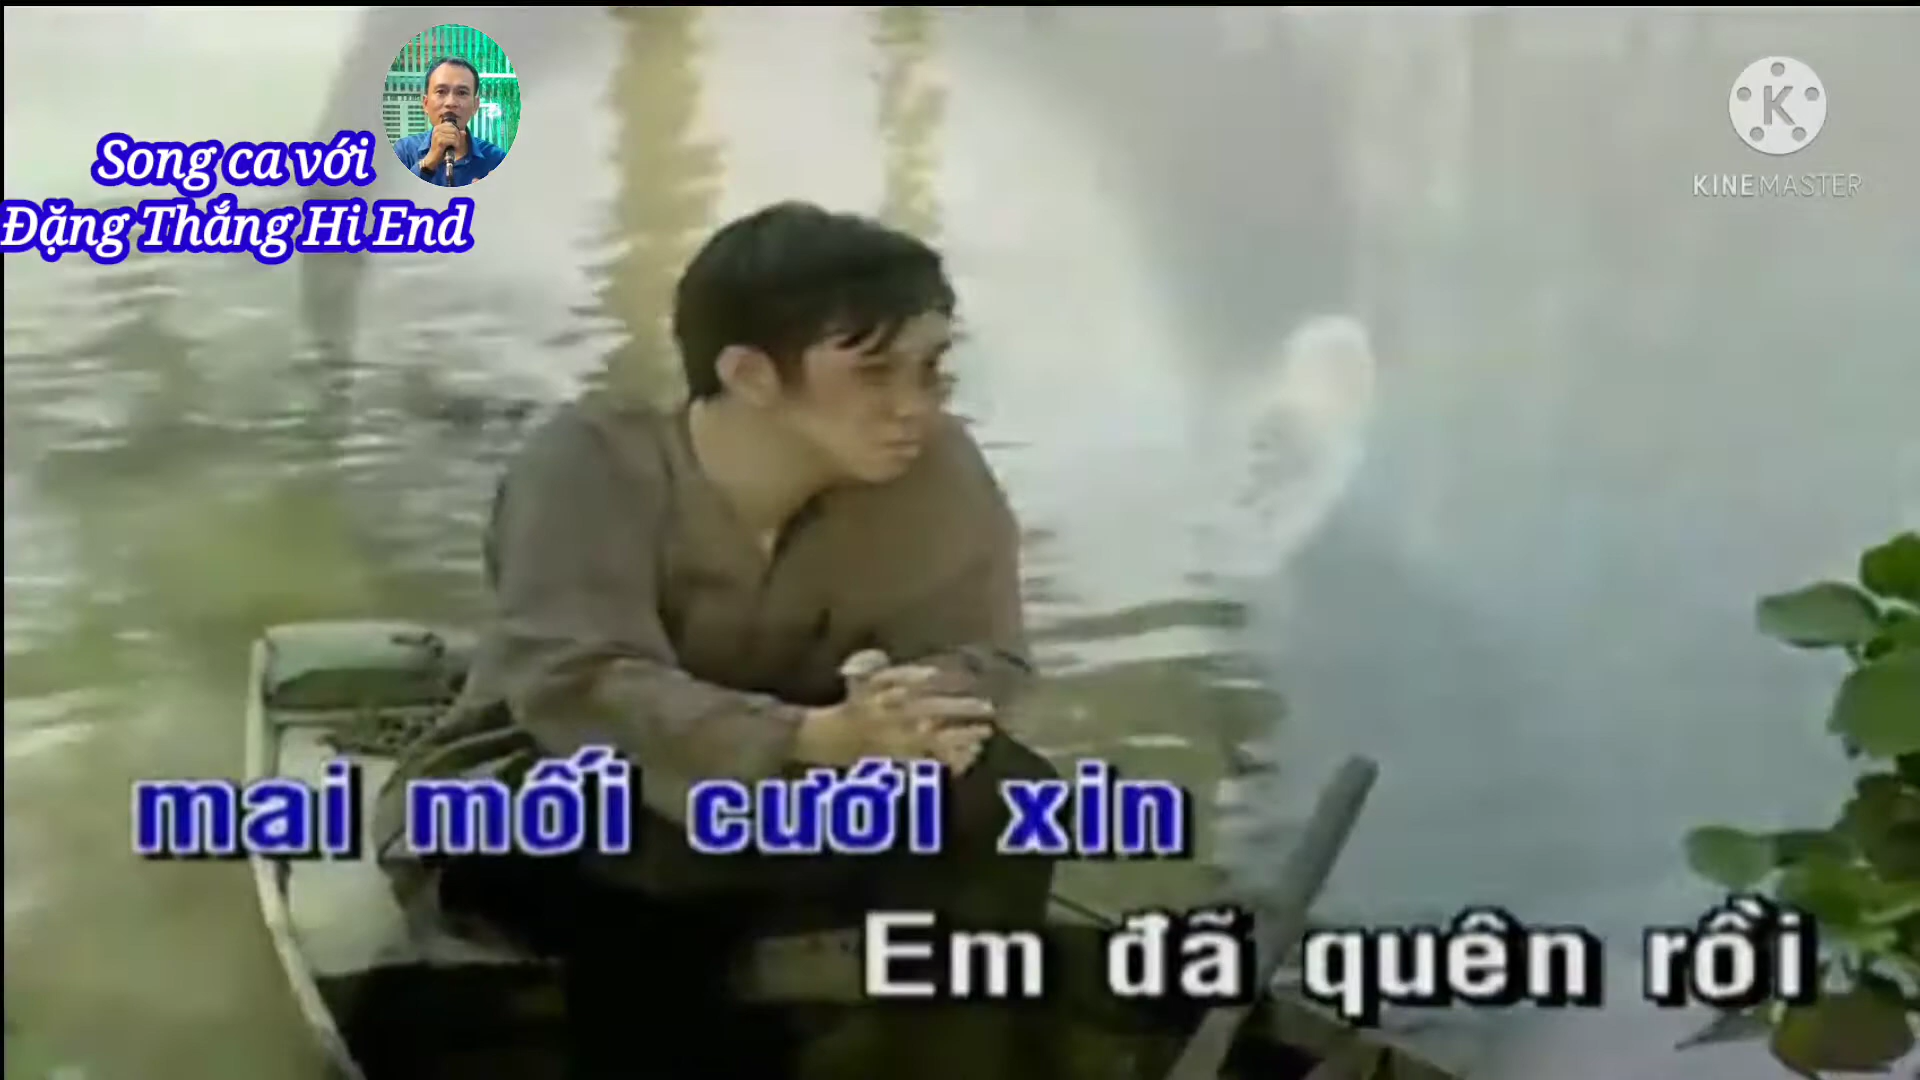 Song ca với
Đặng Thắng Hi End
KINEMASTER
mai mối cưới xin
Em đã quên rồi